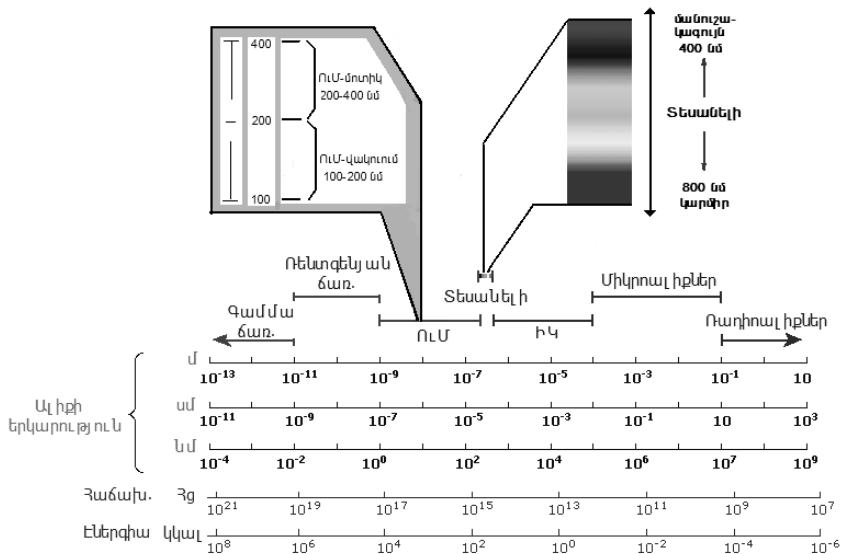 400
ՈւՄ-մոտիկ
200-400 նմ
200
ՈւՄ-վակուում
100-200 նմ
100
մանուշա-
կագույն
400 նմ
Տեսանելի
800 նմ
կարմիր
Ռենտգենյան
ճառ.
Տեսանելի
Միկրոալիքներ
Գամմա
ճառ.
ՈւՄ
ԻԿ
Ռադիոալիքներ
Ալիքի
երկարություն
մ
10⁻¹³ 10⁻¹¹ 10⁻⁹ 10⁻⁷ 10⁻⁵ 10⁻³ 10⁻¹ 10
սմ
10⁻¹¹ 10⁻⁹ 10⁻⁷ 10⁻⁵ 10⁻³ 10⁻¹ 10 10³
նմ
10⁻⁴ 10⁻² 10⁰ 10² 10⁴ 10⁶ 10⁷ 10⁹
Հաճախ. Հց 10²¹ 10¹⁹ 10¹⁷ 10¹⁵ 10¹³ 10¹¹ 10⁹ 10⁷
Էներգիա կկալ 10⁸ 10⁶ 10⁴ 10² 10⁰ 10⁻² 10⁻⁴ 10⁻⁶